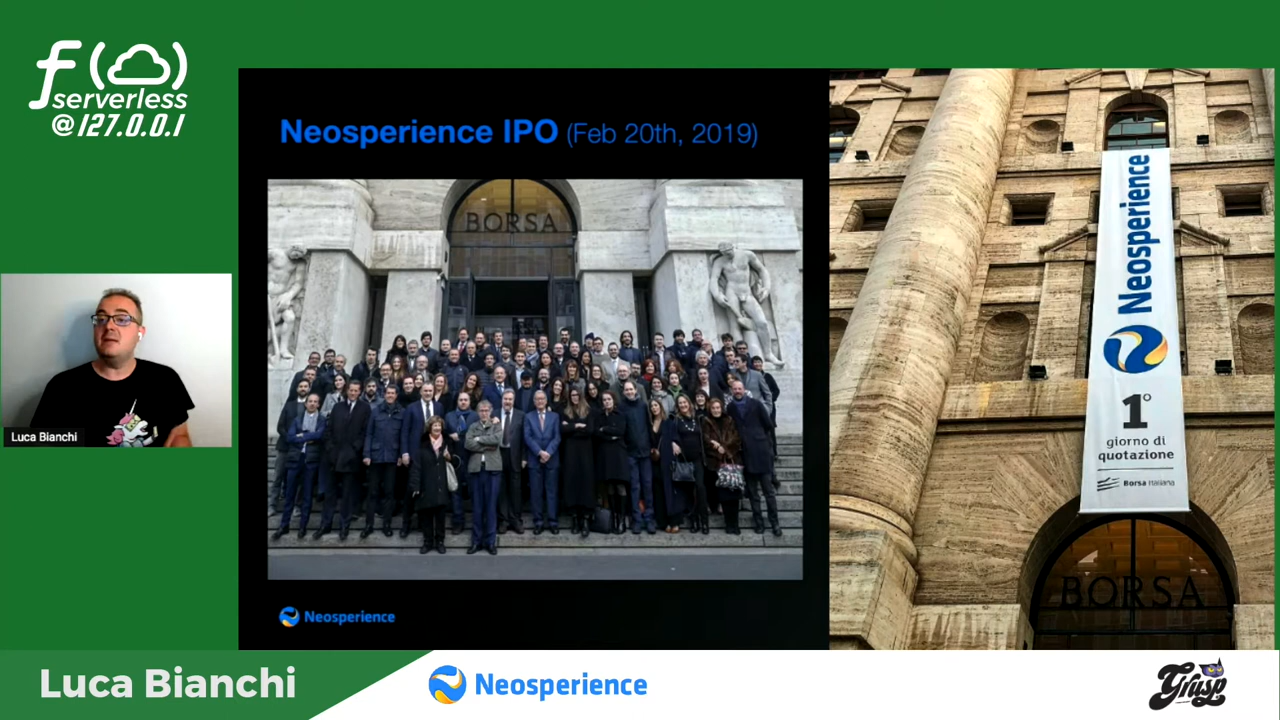 f()
serverless
@127.0.0.1
Neosperience IPO (Feb 20th, 2019)
BORSA
Neosperience
1°
giorno di
quotazione
Borsa Italiana
BORSA
Luca Bianchi
Neosperience
Luca Bianchi
Neosperience
Grusp